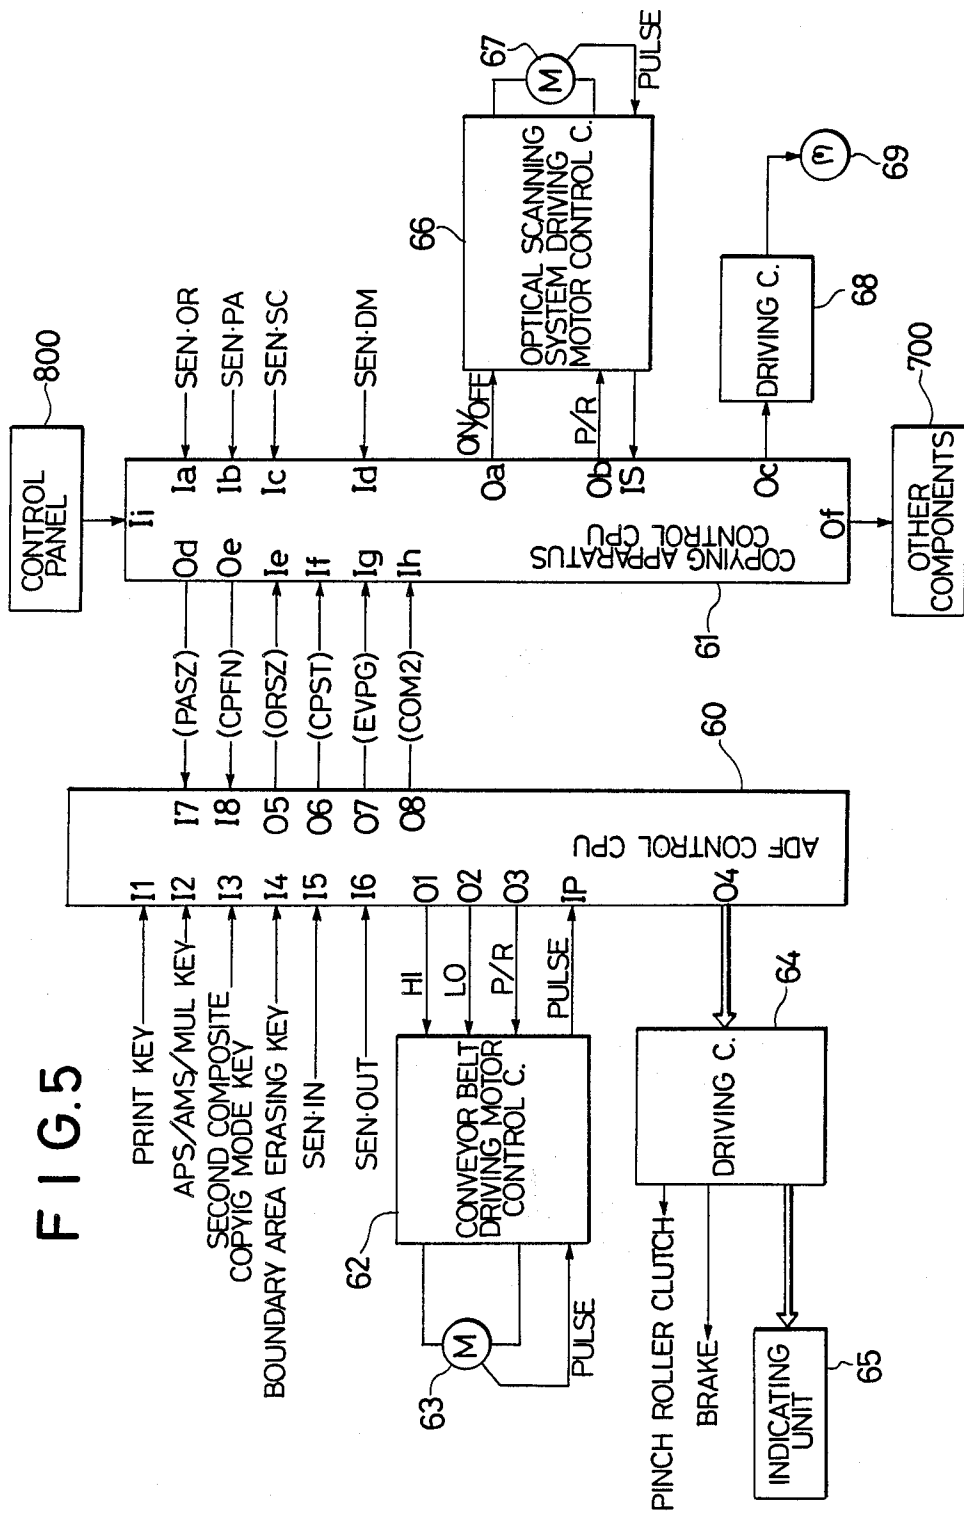 FIG.5
PRINT KEY
APS/AMS/MUL KEY
SECOND COMPOSITE
COPYIG MODE KEY
BOUNDARY AREA ERASING KEY
SEN·IN
SEN·OUT
I1
I2
I3
I4
I5
I6
O1
O2
O3
IP
O4
HI
LO
P/R
PULSE
62
CONVEYOR BELT
DRIVING MOTOR
CONTROL C.
M
63
PULSE
64
DRIVING C.
PINCH ROLLER CLUTCH
BRAKE
INDICATING
UNIT
65
I7
I8
O5
O6
O7
O8
ADF CONTROL CPU
60
(PASZ)
(CPFN)
(ORSZ)
(CPST)
(EVPG)
(COM2)
CONTROL
PANEL
800
Ii
Od
Oe
Ie
If
Ig
Ih
COPYING APPARATUS
CONTROL CPU
61
Ia
Ib
Ic
Id
Oa
Ob
IS
Oc
Of
SEN·OR
SEN·PA
SEN·SC
SEN·DM
ON/OFF
P/R
66
OPTICAL SCANNING
SYSTEM DRIVING
MOTOR CONTROL C.
M
67
PULSE
DRIVING C.
68
69
OTHER
COMPONENTS
700